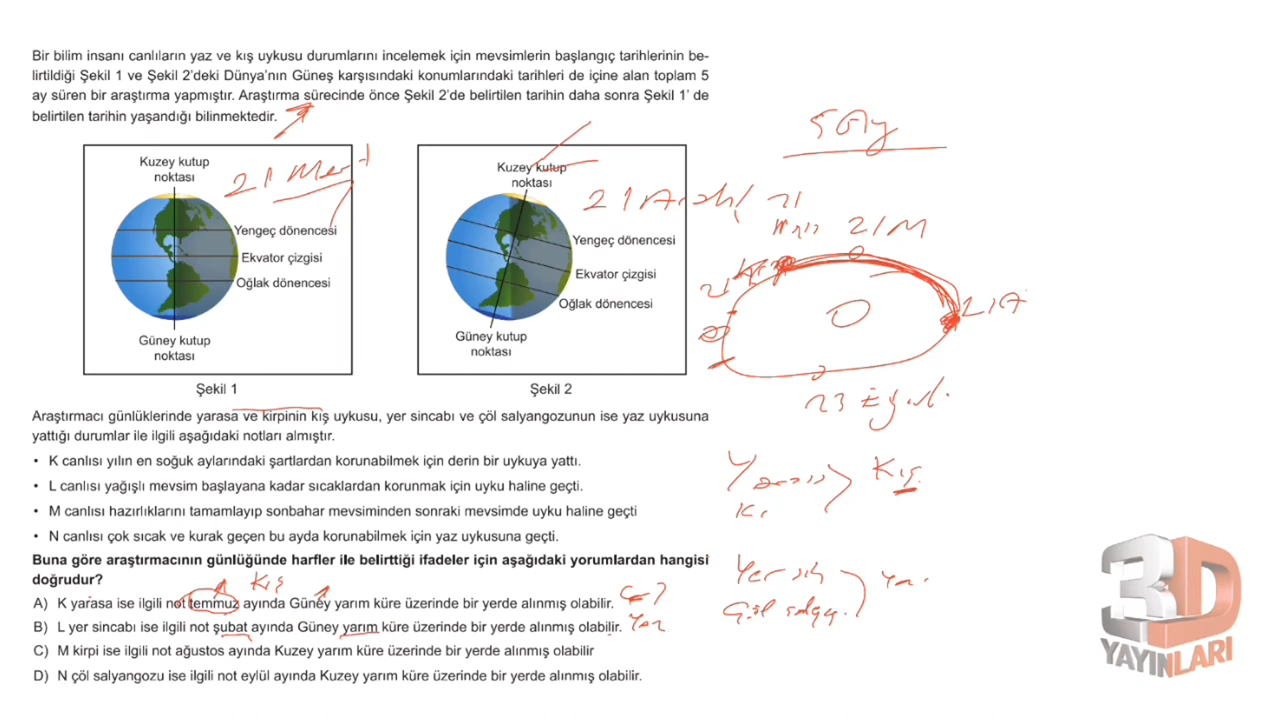 Bir bilim insanı canlıların yaz ve kış uykusu durumlarını incelemek için mevsimlerin başlangıç tarihlerinin be-
lirtildiği Şekil 1 ve Şekil 2'deki Dünya'nın Güneş karşısındaki konumlarındaki tarihleri de içine alan toplam 5
ay süren bir araştırma yapmıştır. Araştırma sürecinde önce Şekil 2'de belirtilen tarihin daha sonra Şekil 1' de
belirtilen tarihin yaşandığı bilinmektedir.
5 Ay
Kuzey kutup
noktası
21 Mart
Yengeç dönencesi
Ekvator çizgisi
Oğlak dönencesi
Güney kutup
noktası
Şekil 1
Kuzey kutup
noktası
21 Aralık
Yengeç dönencesi
Ekvator çizgisi
Oğlak dönencesi
Güney kutup
noktası
Şekil 2
21 M
21 A
23 Eylül
Araştırmacı günlüklerinde yarasa ve kirpinin kış uykusu, yer sincabı ve çöl salyangozunun ise yaz uykusuna
yattığı durumlar ile ilgili aşağıdaki notları almıştır.
• K canlısı yılın en soğuk aylarındaki şartlardan korunabilmek için derin bir uykuya yattı.
• L canlısı yağışlı mevsim başlayana kadar sıcaklardan korunmak için uyku haline geçti.
• M canlısı hazırlıklarını tamamlayıp sonbahar mevsiminden sonraki mevsimde uyku haline geçti
• N canlısı çok sıcak ve kurak geçen bu ayda korunabilmek için yaz uykusuna geçti.
Yarasa
Kış
Buna göre araştırmacının günlüğünde harfler ile belirttiği ifadeler için aşağıdaki yorumlardan hangisi
doğrudur?
Kış
A) K yarasa ise ilgili not temmuz ayında Güney yarım küre üzerinde bir yerde alınmış olabilir.
B) L yer sincabı ise ilgili not şubat ayında Güney yarım küre üzerinde bir yerde alınmış olabilir.
Yaz
C) M kirpi ise ilgili not ağustos ayında Kuzey yarım küre üzerinde bir yerde alınmış olabilir
D) N çöl salyangozu ise ilgili not eylül ayında Kuzey yarım küre üzerinde bir yerde alınmış olabilir.
Yer
Çöl
Yaz
3D
YAYINLARI